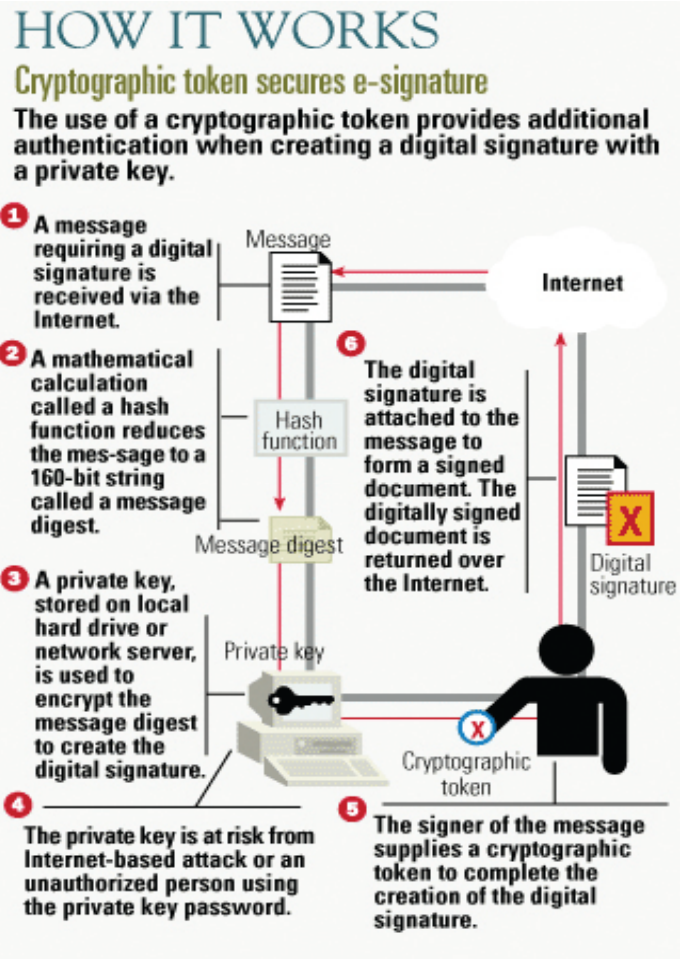 HOW IT WORKS
Cryptographic token secures e-signature
The use of a cryptographic token provides additional
authentication when creating a digital signature with
a private key.
1
A message
requiring a digital
signature is
received via the
Internet.
Message
Internet
2
A mathematical
calculation
called a hash
function reduces
the mes-sage to a
160-bit string
called a message
digest.
Hash
function
Message digest
3
A private key,
stored on local
hard drive or
network server,
is used to
encrypt the
message digest
to create the
digital signature.
Private key
4
The private key is at risk from
Internet-based attack or an
unauthorized person using
the private key password.
X
Cryptographic
token
5
The signer of the message
supplies a cryptographic
token to complete the
creation of the digital
signature.
6
The digital
signature is
attached to the
message to
form a signed
document. The
digitally signed
document is
returned over
the Internet.
X
Digital
signature